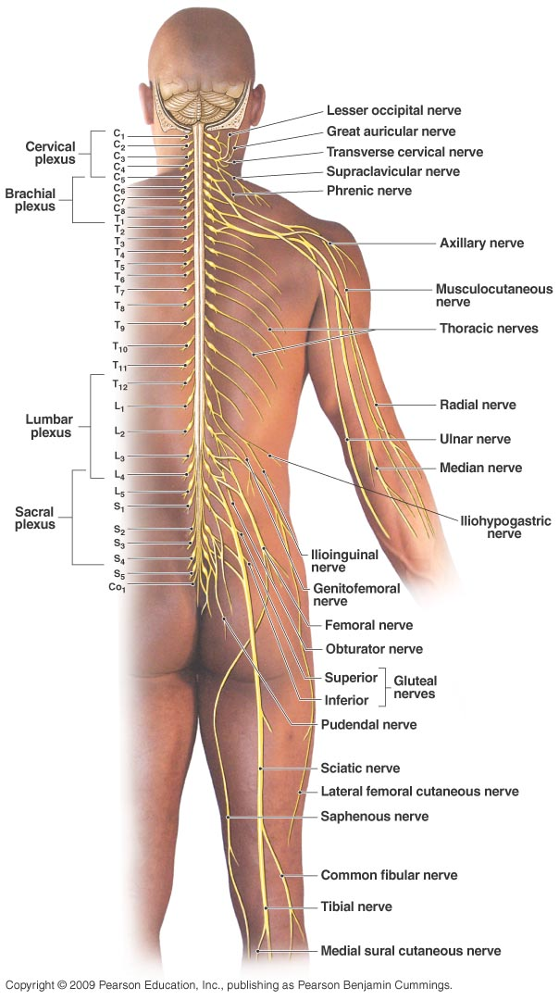 Lesser occipital nerve
Great auricular nerve
Transverse cervical nerve
Supraclavicular nerve
Phrenic nerve
Cervical
plexus
Brachial
plexus
C1
C2
C3
C4
C5
C6
C7
C8
T1
T2
T3
T4
T5
T6
T7
T8
T9
T10
T11
T12
L1
L2
L3
L4
L5
S1
S2
S3
S4
S5
Co1
Lumbar
plexus
Sacral
plexus
Axillary nerve
Musculocutaneous
nerve
Thoracic nerves
Radial nerve
Ulnar nerve
Median nerve
Iliohypogastric
nerve
Ilioinguinal
nerve
Genitofemoral
nerve
Femoral nerve
Obturator nerve
Superior
Inferior
Gluteal
nerves
Pudendal nerve
Sciatic nerve
Lateral femoral cutaneous nerve
Saphenous nerve
Common fibular nerve
Tibial nerve
Medial sural cutaneous nerve
Copyright © 2009 Pearson Education, Inc., publishing as Pearson Benjamin Cummings.